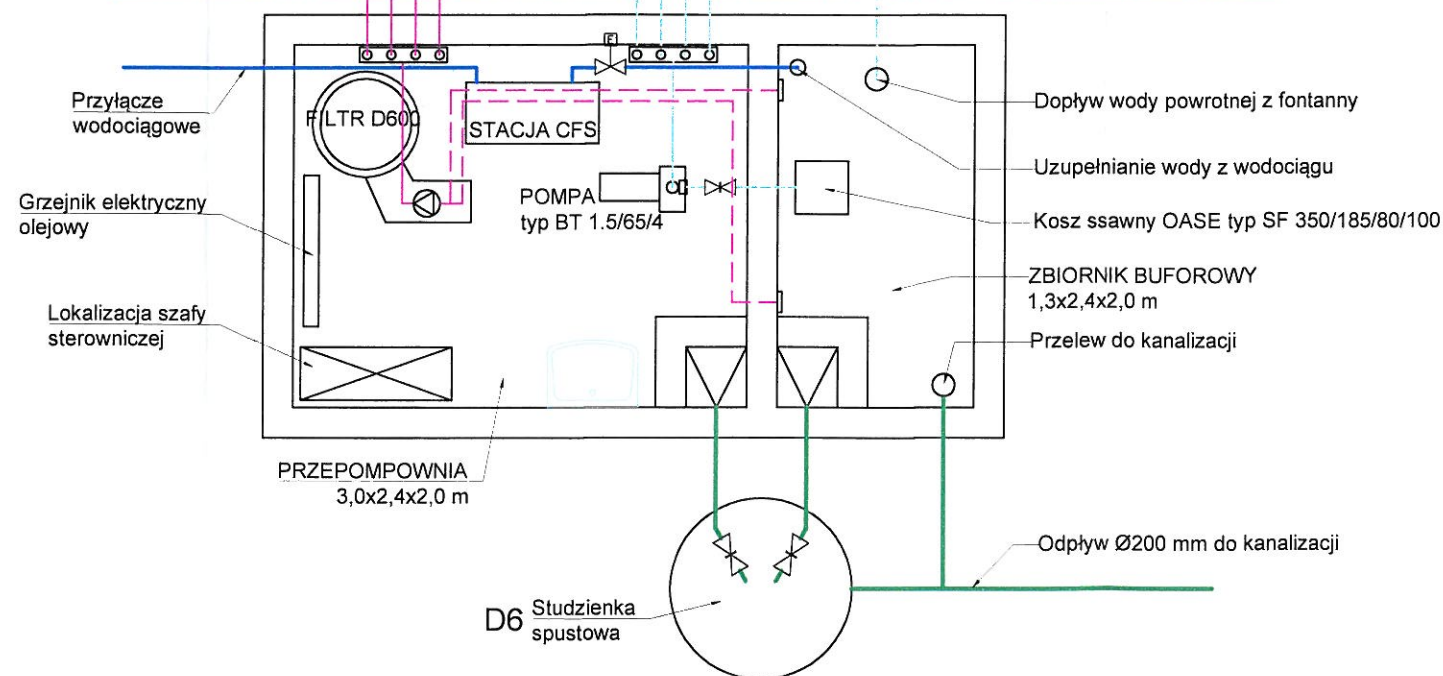 E
Przyłącze
wodociągowe
FILTR D600
STACJA CFS
Dopływ wody powrotnej z fontanny
Uzupełnianie wody z wodociągu
Grzejnik elektryczny
olejowy
POMPA
typ BT 1.5/65/4
Kosz ssawny OASE typ SF 350/185/80/100
ZBIORNIK BUFOROWY
1,3x2,4x2,0 m
Lokalizacja szafy
sterowniczej
Przelew do kanalizacji
PRZEPOMPOWNIA
3,0x2,4x2,0 m
Odpływ Ø200 mm do kanalizacji
D6 Studzienka
spustowa